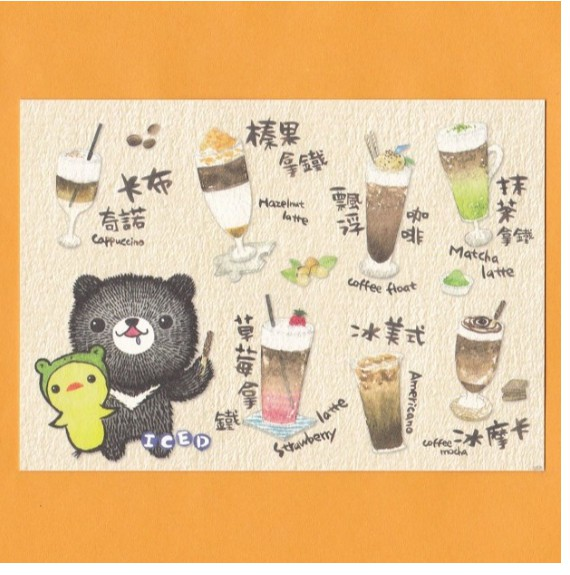 卡布
奇諾
Cappuccino
榛果
拿鐵
Hazelnut
latte
飄浮
咖啡
coffee float
抹茶拿鐵
Matcha
latte
草莓拿鐵
Strawberry latte
冰美式
Americano
冰摩卡
coffee
mocha
ICED